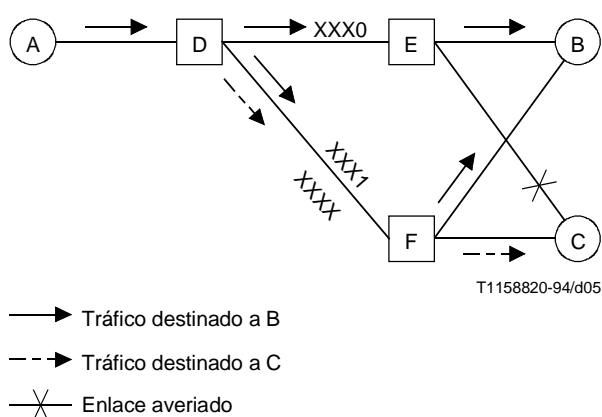 A
D
XXX0
E
B
XXX1
XXXX
F
C
T1158820-94/d05
Tráfico destinado a B
Tráfico destinado a C
Enlace averiado